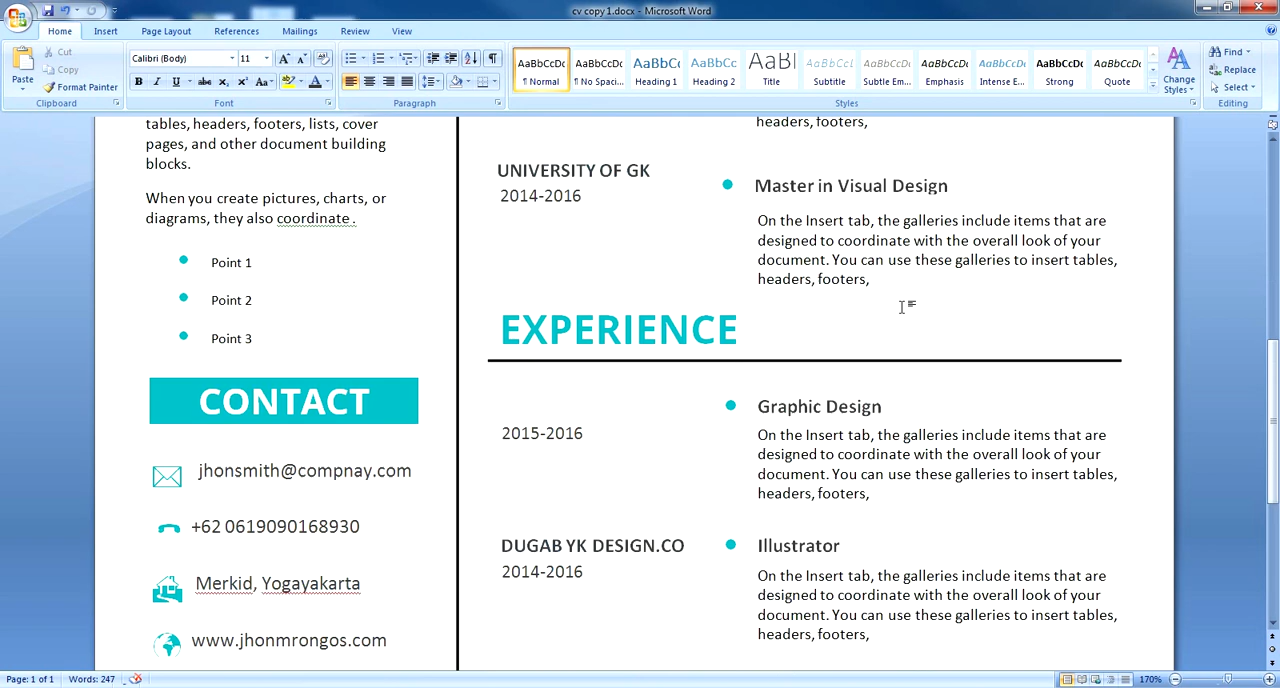 cv copy 1.docx - Microsoft Word
Home Insert Page Layout References Mailings Review View
Paste
Cut
Copy
Format Painter
Clipboard
Calibri (Body) 11
Font
Paragraph
AaBbCcDc AaBbCcDc AaBbC AaBbCc AaB AaBbCcL AaBbCcDc AaBbCcDc AaBbCcDc AaBbCcDc AaBbCcDc
¶ Normal ¶ No Spaci... Heading 1 Heading 2 Title Subtitle Subtle Em... Emphasis Intense E... Strong Quote
Change Styles
Styles
Find
Replace
Select
Editing
tables, headers, footers, lists, cover
pages, and other document building
blocks.
When you create pictures, charts, or
diagrams, they also coordinate .
Point 1
Point 2
Point 3
CONTACT
jhonsmith@compnay.com
+62 0619090168930
Merkid, Yogayakarta
www.jhonmrongos.com
headers, footers,
UNIVERSITY OF GK
2014-2016
Master in Visual Design
On the Insert tab, the galleries include items that are
designed to coordinate with the overall look of your
document. You can use these galleries to insert tables,
headers, footers,
EXPERIENCE
2015-2016
Graphic Design
On the Insert tab, the galleries include items that are
designed to coordinate with the overall look of your
document. You can use these galleries to insert tables,
headers, footers,
DUGAB YK DESIGN.CO
2014-2016
Illustrator
On the Insert tab, the galleries include items that are
designed to coordinate with the overall look of your
document. You can use these galleries to insert tables,
headers, footers,
Page: 1 of 1 Words: 247
170%